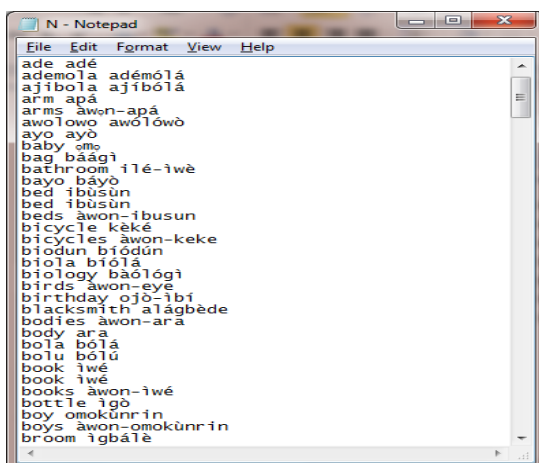 N - Notepad
File Edit Format View Help
ade adé
ademola adémólá
ajibola ajíbólá
arm apá
arms àwọn-apá
awolowo awólówò
ayo ayò
baby ọmọ
bag báágì
bathroom ilé-ìwè
bayo báyò
bed ibùsùn
bed ibùsùn
beds àwon-ibusun
bicycle kèké
bicycles àwon-keke
biodun bíódún
biola bíólá
biology bàólógì
birds àwon-eye
birthday ojò-ìbí
blacksmith alágbède
bodies àwon-ara
body ara
bola bólá
bolu bólú
book ìwé
book ìwé
books àwon-ìwé
bottle ìgò
boy omokùnrin
boys àwon-omokùnrin
broom ìgbálè